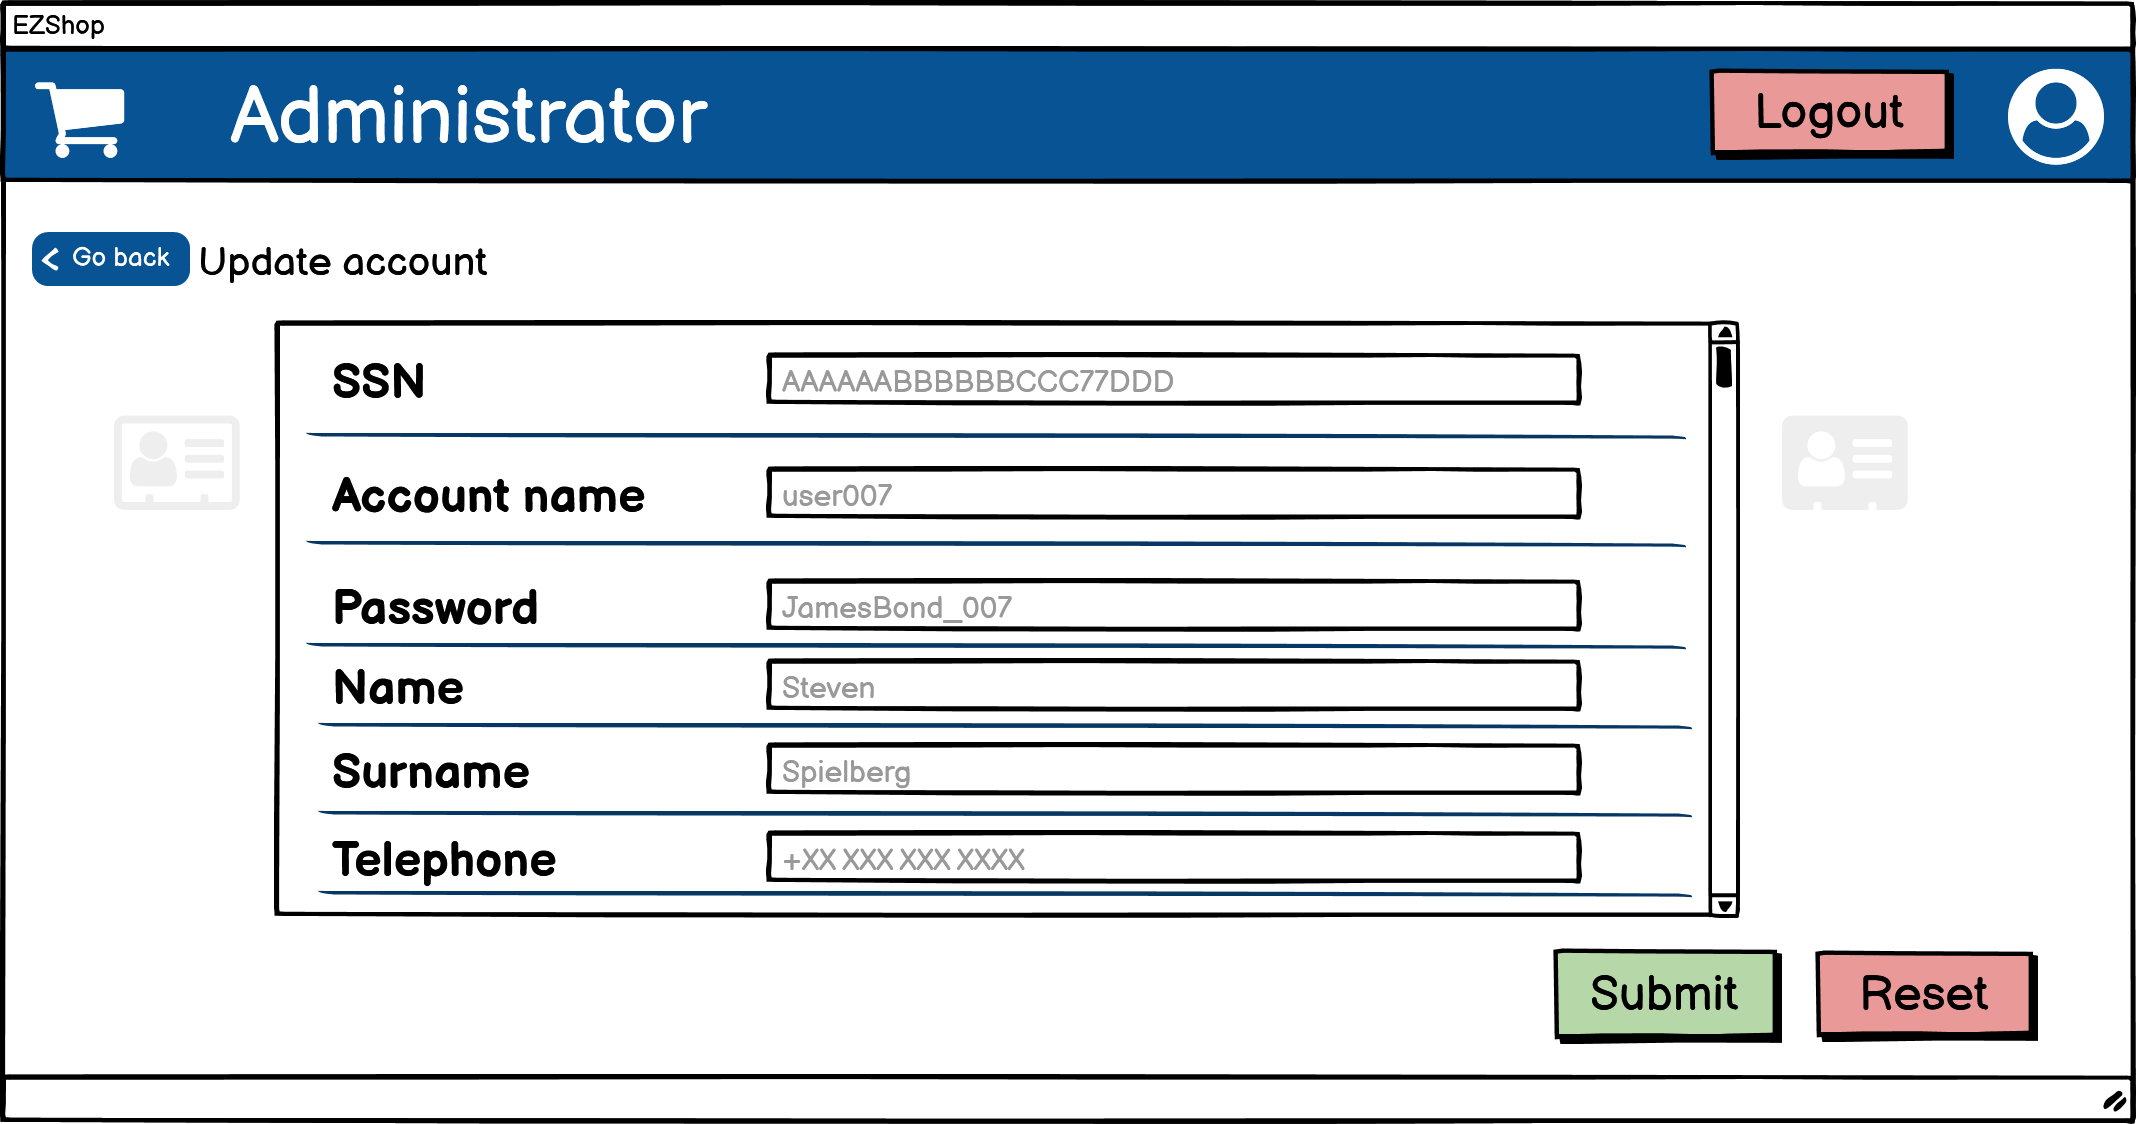 EZShop
Administrator
Logout
Go back
Update account
SSN
AAAAAABBBBBBCCC77DDD
Account name
user007
Password
JamesBond_007
Name
Steven
Surname
Spielberg
Telephone
+XX XXX XXX XXXX
Submit
Reset